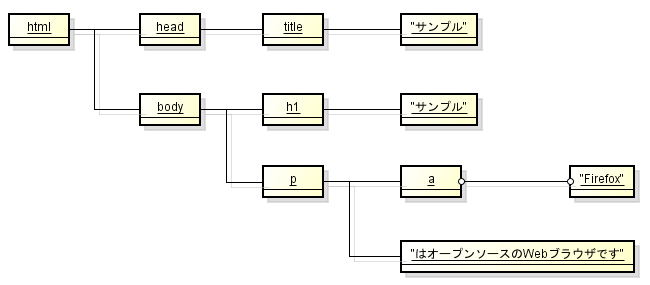 html
head
title
"サンプル"
body
h1
"サンプル"
p
a
"Firefox"
"はオープンソースのWebブラウザです"